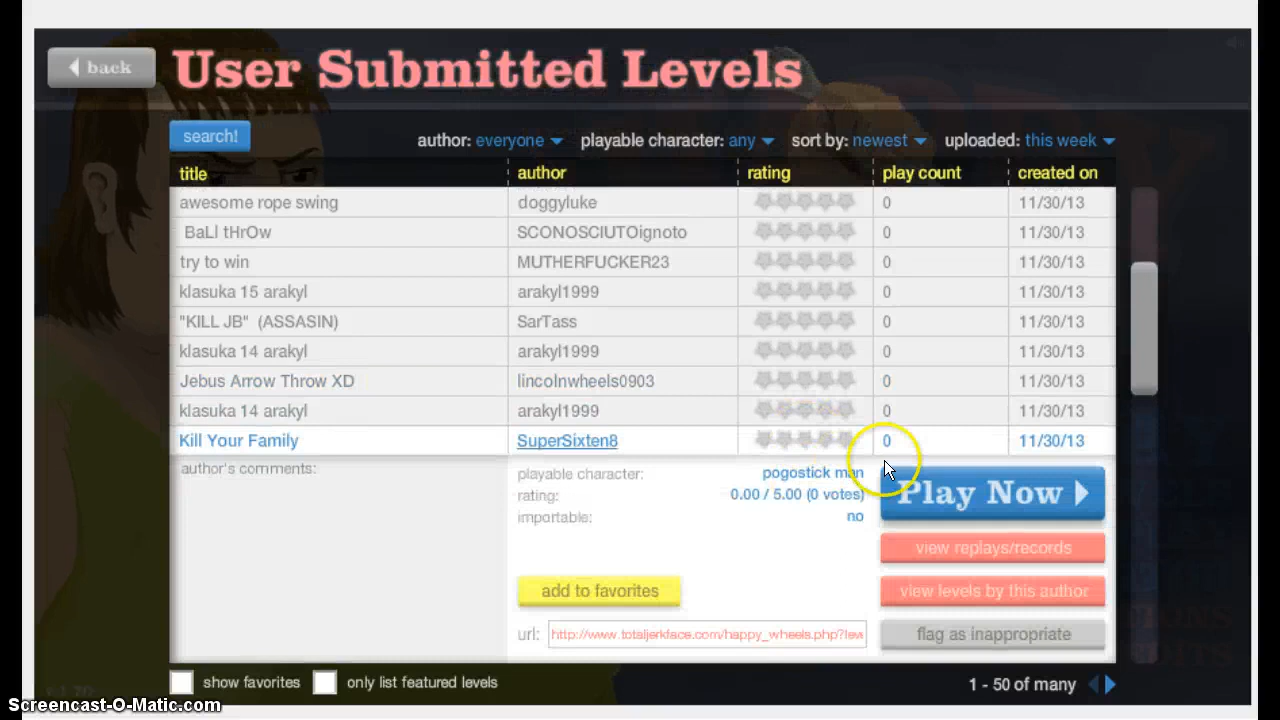 back
User Submitted Levels
search!
author: everyone playable character: any sort by: newest uploaded: this week
title author rating play count created on
awesome rope swing doggyluke 0 11/30/13
BaLl tHrOw SCONOSCIUTOignoto 0 11/30/13
try to win MUTHERFUCKER23 0 11/30/13
klasuka 15 arakyl arakyl1999 0 11/30/13
"KILL JB" (ASSASIN) SarTass 0 11/30/13
klasuka 14 arakyl arakyl1999 0 11/30/13
Jebus Arrow Throw XD lincolnwheels0903 0 11/30/13
klasuka 14 arakyl arakyl1999 0 11/30/13
Kill Your Family SuperSixten8 0 11/30/13
author's comments:
playable character: pogostick man
rating: 0.00 / 5.00 (0 votes)
importable: no
Play Now
view replays/records
add to favorites
view levels by this author
url: http://www.totaljerkface.com/happy_wheels.php?lev
flag as inappropriate
show favorites only list featured levels
1 - 50 of many
Screencast-O-Matic.com